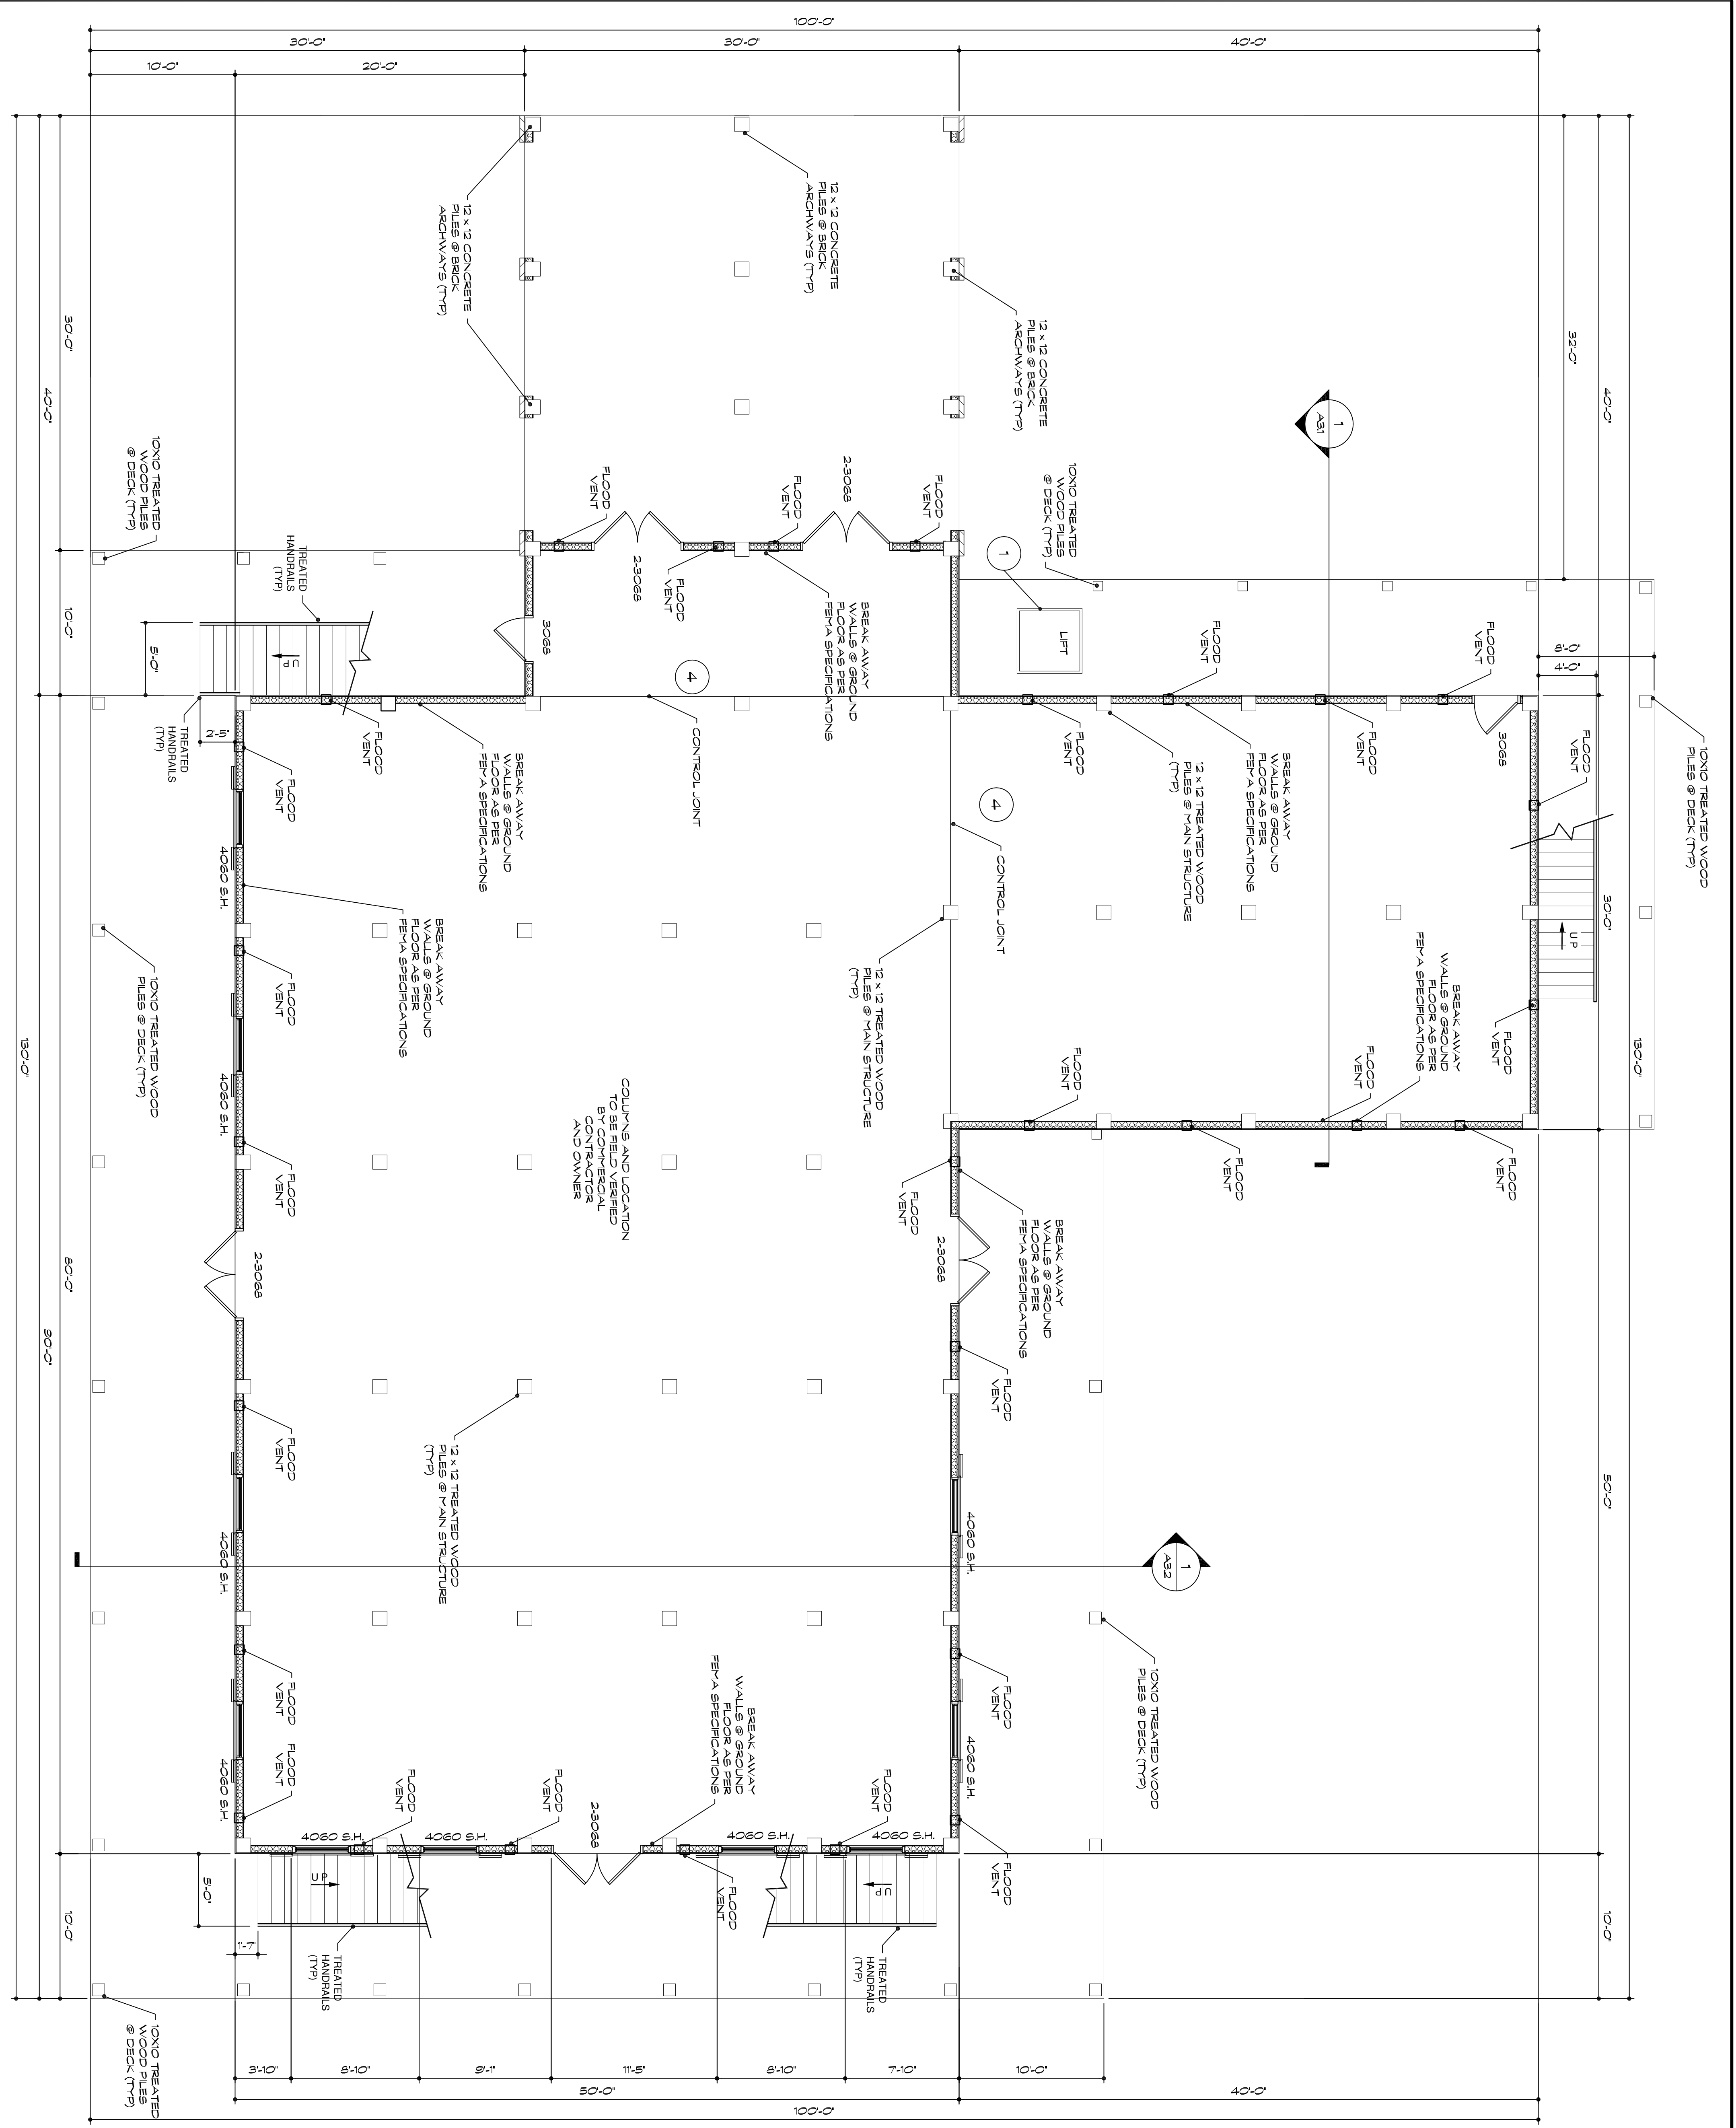 100'-0"
30'-0"
30'-0"
40'-0"
10'-0"
20'-0"
12 x 12 CONCRETE
PILES @ BRICK
ARCHWAYS (TYP)
12 x 12 CONCRETE
PILES @ BRICK
ARCHWAYS (TYP)
12 x 12 CONCRETE
PILES @ BRICK
ARCHWAYS (TYP)
32'-0"
40'-0"
30'-0"
40'-0"
1
A3.1
10X10 TREATED
WOOD PILES
@ DECK (TYP)
10X10 TREATED
WOOD PILES
@ DECK (TYP)
FLOOD
VENT
2-3068
FLOOD
VENT
2-3068
FLOOD
VENT
FLOOD
VENT
1
LIFT
TREATED
HANDRAILS
(TYP)
UP
5'-0"
10'-0"
3068
4
BREAK AWAY
WALLS @ GROUND
FLOOR AS PER
FEMA SPECIFICATIONS
FLOOD
VENT
FLOOD
VENT
8'-0"
4'-0"
10X10 TREATED WOOD
PILES @ DECK (TYP)
TREATED
HANDRAILS
(TYP)
2'-5"
FLOOD
VENT
FLOOD
VENT
BREAK AWAY
WALLS @ GROUND
FLOOR AS PER
FEMA SPECIFICATIONS
CONTROL JOINT
FLOOD
VENT
12 x 12 TREATED WOOD
PILES @ MAIN STRUCTURE
(TYP)
BREAK AWAY
WALLS @ GROUND
FLOOR AS PER
FEMA SPECIFICATIONS
FLOOD
VENT
3068
FLOOD
VENT
4
CONTROL JOINT
4060 S.H.
BREAK AWAY
WALLS @ GROUND
FLOOR AS PER
FEMA SPECIFICATIONS
UP
30'-0"
130'-0"
130'-0"
10X10 TREATED WOOD
PILES @ DECK (TYP)
FLOOD
VENT
4060 S.H.
12 x 12 TREATED WOOD
PILES @ MAIN STRUCTURE
(TYP)
BREAK AWAY
WALLS @ GROUND
FLOOR AS PER
FEMA SPECIFICATIONS
FLOOD
VENT
FLOOD
VENT
FLOOD
VENT
COLUMNS AND LOCATION
TO BE FIELD VERIFIED
BY COMMERCIAL
CONTRACTOR
AND OWNER
FLOOD
VENT
FLOOD
VENT
FLOOD
VENT
FLOOD
VENT
2-3068
2-3068
BREAK AWAY
WALLS @ GROUND
FLOOR AS PER
FEMA SPECIFICATIONS
80'-0"
90'-0"
FLOOD
VENT
FLOOD
VENT
12 x 12 TREATED WOOD
PILES @ MAIN STRUCTURE
(TYP)
50'-0"
4060 S.H.
4060 S.H.
1
A3.2
FLOOD
VENT
FLOOD
VENT
10X10 TREATED WOOD
PILES @ DECK (TYP)
BREAK AWAY
WALLS @ GROUND
FLOOR AS PER
FEMA SPECIFICATIONS
4060 S.H.
4060 S.H.
FLOOD
VENT
FLOOD
VENT
FLOOD
VENT
2-3068
FLOOD
VENT
4060 S.H.
4060 S.H.
4060 S.H.
4060 S.H.
FLOOD
VENT
FLOOD
VENT
UP
UP
5'-0"
1'-7"
TREATED
HANDRAILS
(TYP)
TREATED
HANDRAILS
(TYP)
10'-0"
10'-0"
10X10 TREATED
WOOD PILES
@ DECK (TYP)
3'-10"
8'-10"
9'-1"
11'-5"
8'-10"
7'-10"
10'-0"
50'-0"
40'-0"
100'-0"